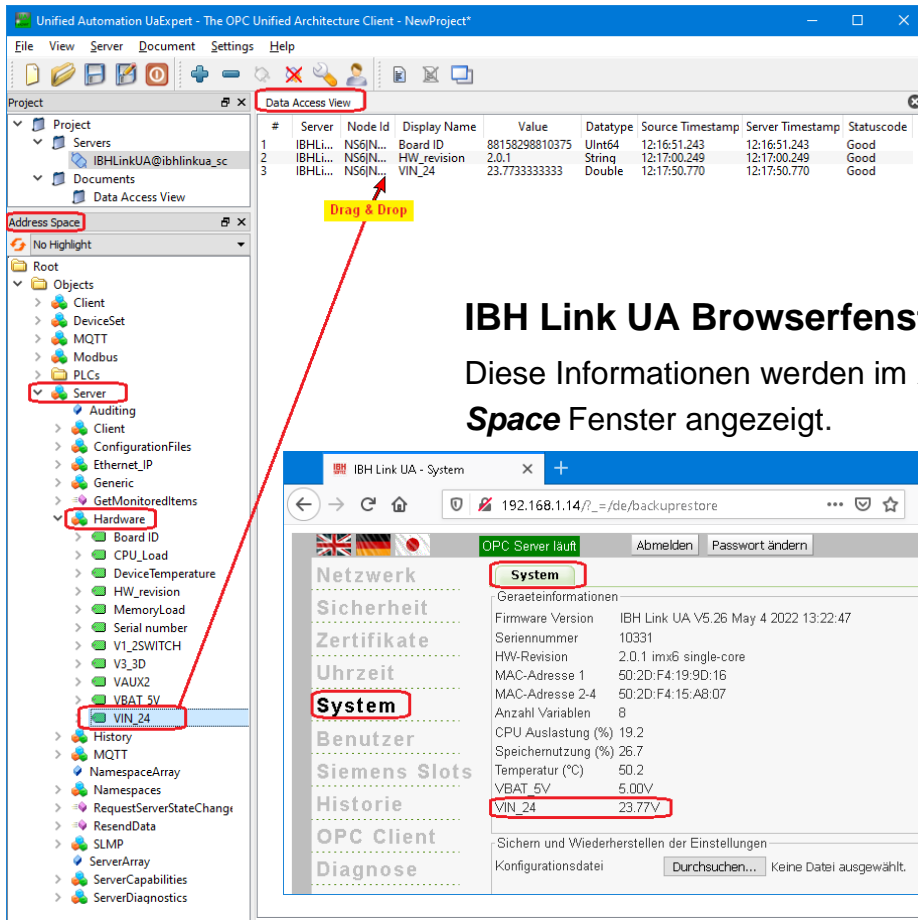 Unified Automation UaExpert - The OPC Unified Architecture Client - NewProject*
File View Server Document Settings Help
Project
Project
Servers
IBHLinkUA@ibhlinkua_sc
Documents
Data Access View
Address Space
No Highlight
Root
Objects
Client
DeviceSet
MQTT
Modbus
PLCs
Server
Auditing
Client
ConfigurationFiles
Ethernet_IP
Generic
GetMonitoredItems
Hardware
Board ID
CPU_Load
DeviceTemperature
HW_revision
MemoryLoad
Serial number
V1_2SWITCH
V3_3D
VAUX2
VBAT_5V
VIN_24
History
MQTT
NamespaceArray
Namespaces
RequestServerStateChange
ResendData
SLMP
ServerArray
ServerCapabilities
ServerDiagnostics
Data Access View
# Server Node Id Display Name Value Datatype Source Timestamp Server Timestamp Statuscode
1 IBHLi... NS6|N... Board ID 88158298810375 UInt64 12:16:51.243 12:16:51.243 Good
2 IBHLi... NS6|N... HW_revision 2.0.1 String 12:17:00.249 12:17:00.249 Good
3 IBHLi... NS6|N... VIN_24 23.7733333333 Double 12:17:50.770 12:17:50.770 Good
Drag & Drop
IBH Link UA Browserfenst
Diese Informationen werden im
Space Fenster angezeigt.
IBH Link UA - System
192.168.1.14/?_=/de/backuprestore
OPC Server läuft Abmelden Passwort ändern
Netzwerk
Sicherheit
Zertifikate
Uhrzeit
System
Benutzer
Siemens Slots
Historie
OPC Client
Diagnose
System
Geraeteinformationen
Firmware Version IBH Link UA V5.26 May 4 2022 13:22:47
Seriennummer 10331
HW-Revision 2.0.1 imx6 single-core
MAC-Adresse 1 50:2D:F4:19:9D:16
MAC-Adresse 2-4 50:2D:F4:15:A8:07
Anzahl Variablen 8
CPU Auslastung (%) 19.2
Speichernutzung (%) 26.7
Temperatur (°C) 50.2
VBAT_5V 5.00V
VIN_24 23.77V
Sichern und Wiederherstellen der Einstellungen
Konfigurationsdatei Durchsuchen... Keine Datei ausgewählt.